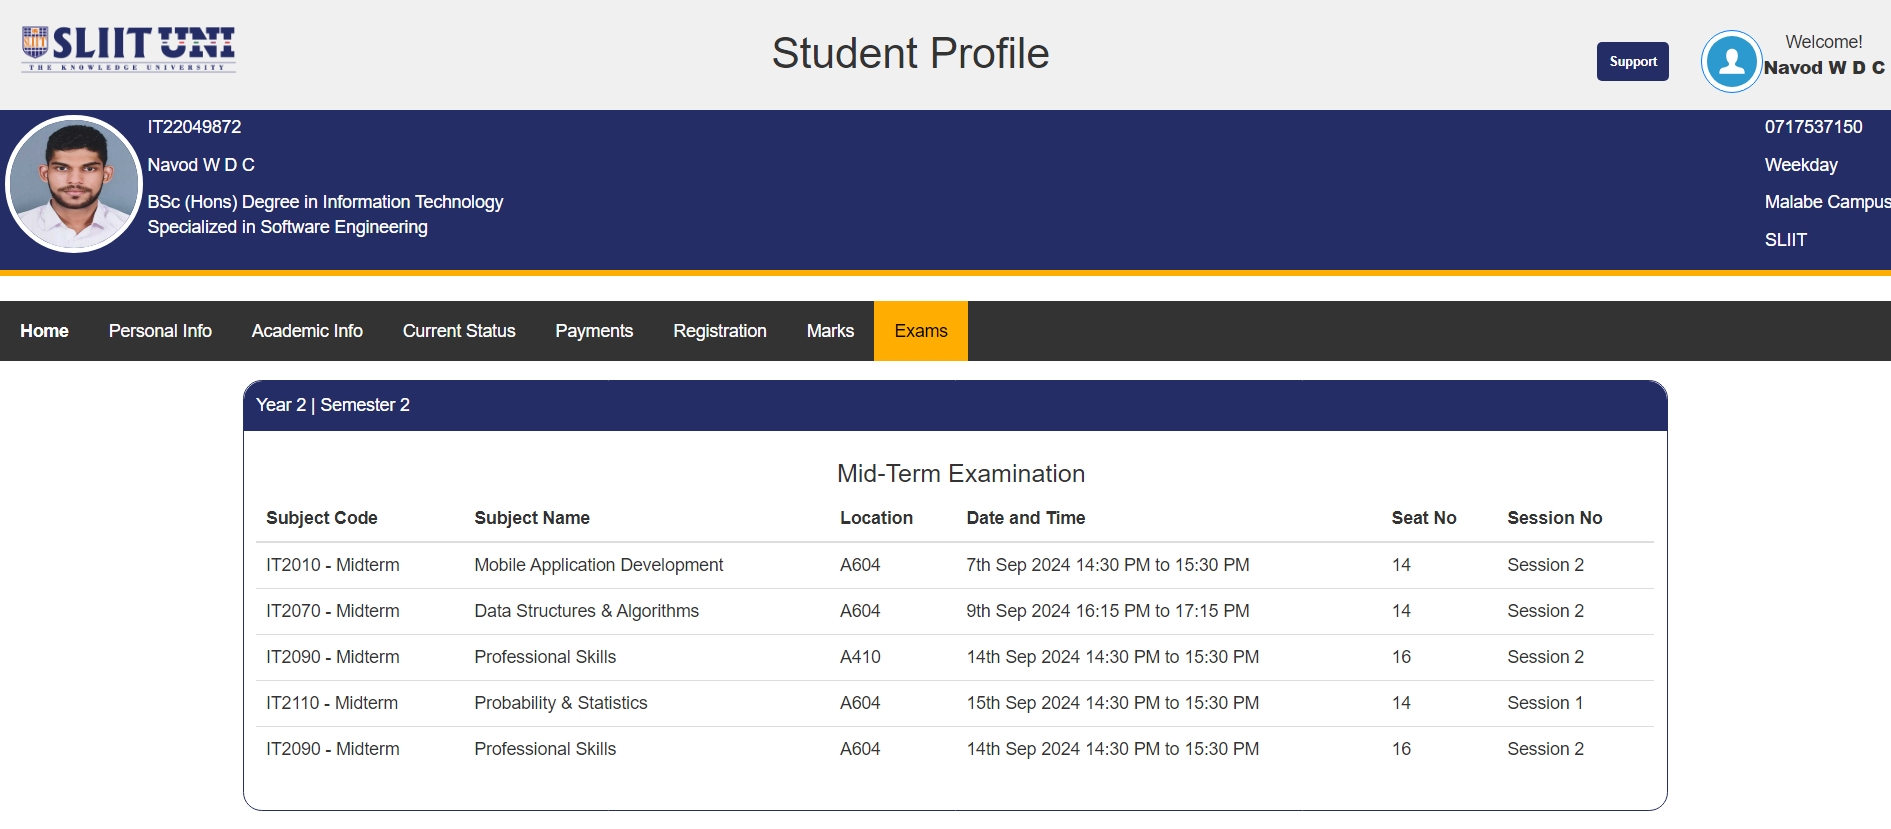 SLIIT UNI
THE KNOWLEDGE UNIVERSITY
Student Profile
Support
Welcome!
Navod W D C
IT22049872
Navod W D C
BSc (Hons) Degree in Information Technology
Specialized in Software Engineering
0717537150
Weekday
Malabe Campus
SLIIT
Home Personal Info Academic Info Current Status Payments Registration Marks Exams
Year 2 | Semester 2
Mid-Term Examination
Subject Code Subject Name Location Date and Time Seat No Session No
IT2010 - Midterm Mobile Application Development A604 7th Sep 2024 14:30 PM to 15:30 PM 14 Session 2
IT2070 - Midterm Data Structures & Algorithms A604 9th Sep 2024 16:15 PM to 17:15 PM 14 Session 2
IT2090 - Midterm Professional Skills A410 14th Sep 2024 14:30 PM to 15:30 PM 16 Session 2
IT2110 - Midterm Probability & Statistics A604 15th Sep 2024 14:30 PM to 15:30 PM 14 Session 1
IT2090 - Midterm Professional Skills A604 14th Sep 2024 14:30 PM to 15:30 PM 16 Session 2